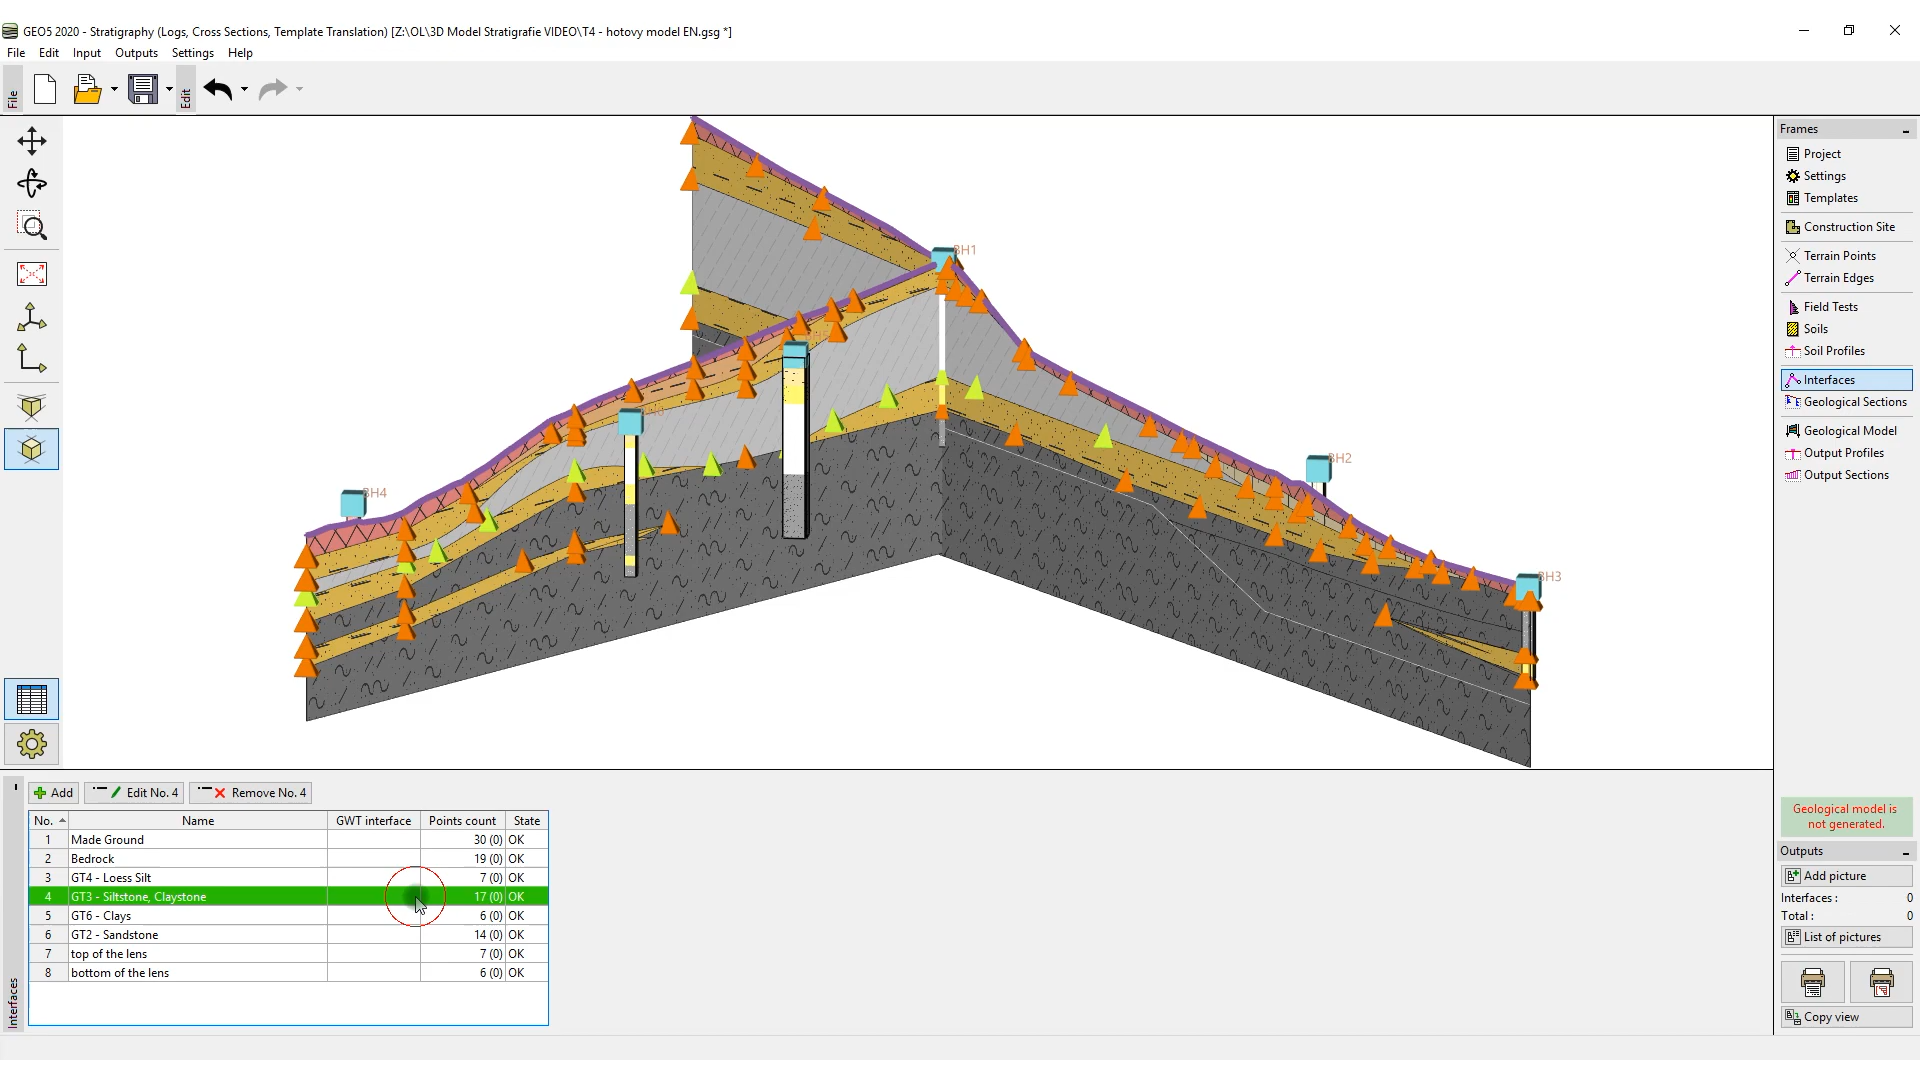 GEO5 2020 - Stratigraphy (Logs, Cross Sections, Template Translation) [Z:\OL\3D Model Stratigrafie VIDEO\T4 - hotovy model EN.gsg *]
File Edit Input Outputs Settings Help
File
Edit
Frames
Project
Settings
Templates
Construction Site
Terrain Points
Terrain Edges
Field Tests
Soils
Soil Profiles
Interfaces
Geological Sections
Geological Model
Output Profiles
Output Sections
BH1
BH2
BH4
BH3
Add Edit No. 4 Remove No. 4
No. Name GWT interface Points count State
1 Made Ground 30 (0) OK
2 Bedrock 19 (0) OK
3 GT4 - Loess Silt 7 (0) OK
4 GT3 - Siltstone, Claystone 17 (0) OK
5 GT6 - Clays 6 (0) OK
6 GT2 - Sandstone 14 (0) OK
7 top of the lens 7 (0) OK
8 bottom of the lens 6 (0) OK
Interfaces
Geological model is
not generated.
Outputs
Add picture
Interfaces : 0
Total : 0
List of pictures
Copy view